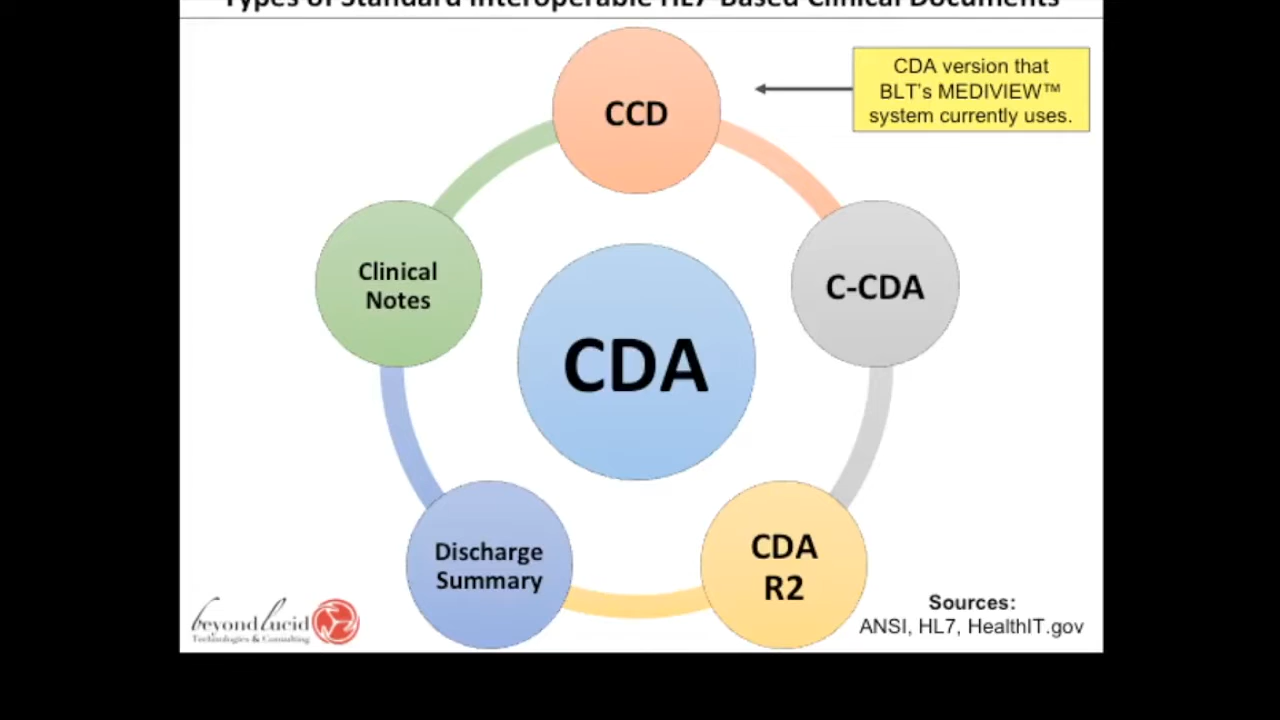 Types of Standard Interoperable HL7-Based Clinical Documents
CCD
CDA version that
BLT's MEDIVIEW™
system currently uses.
Clinical
Notes
C-CDA
CDA
Discharge
Summary
CDA
R2
beyond lucid
Technologies & Consulting
Sources:
ANSI, HL7, HealthIT.gov